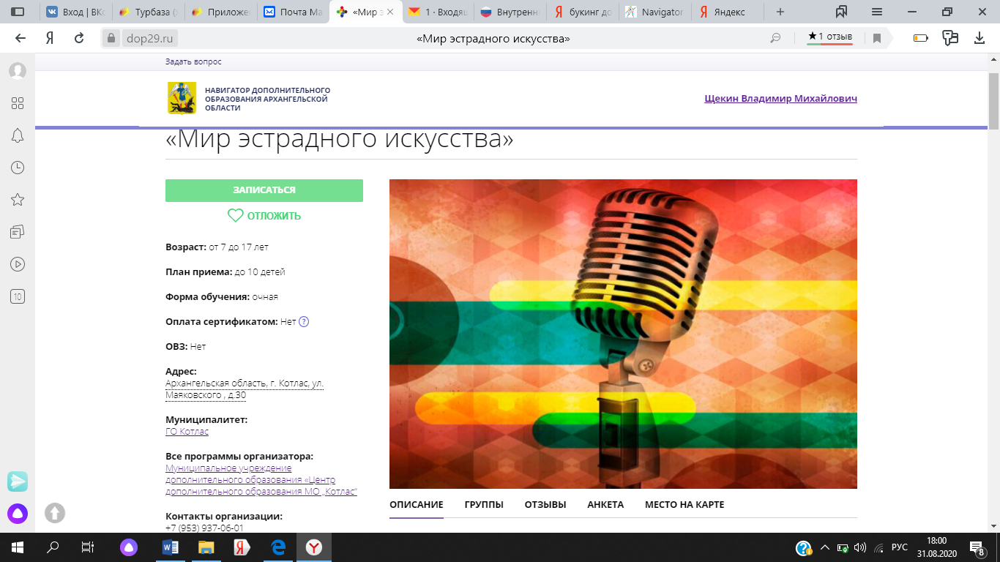 Вход | ВКо
Турбаза (
Приложе
Почта Ма
«Мир э
1 · Входящ
Внутренн
букинг до
Navigator
Яндекс
dop29.ru
«Мир эстрадного искусства»
1 отзыв
Задать вопрос
НАВИГАТОР ДОПОЛНИТЕЛЬНОГО
ОБРАЗОВАНИЯ АРХАНГЕЛЬСКОЙ
ОБЛАСТИ
Щекин Владимир Михайлович
«Мир эстрадного искусства»
ЗАПИСАТЬСЯ
ОТЛОЖИТЬ
Возраст: от 7 до 17 лет
План приема: до 10 детей
Форма обучения: очная
Оплата сертификатом: Нет ?
ОВЗ: Нет
Адрес:
Архангельская область, г. Котлас, ул.
Маяковского , д.30
Муниципалитет:
ГО Котлас
Все программы организатора:
Муниципальное учреждение
дополнительного образования «Центр
дополнительного образования МО „Котлас“
Контакты организации:
+7 (953) 937-06-01
ОПИСАНИЕ ГРУППЫ ОТЗЫВЫ АНКЕТА МЕСТО НА КАРТЕ
10
РУС
18:00
31.08.2020
8